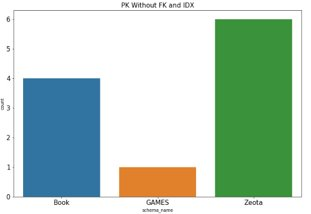 PK Without FK and IDX
6
5
4
3
2
1
0
count
Book GAMES Zeota
schema_name